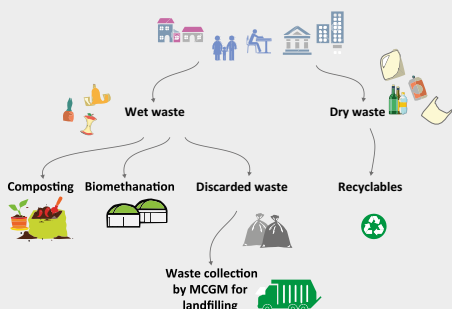 Wet waste
Dry waste
Composting
Biomethanation
Discarded waste
Recyclables
Waste collection
by MCGM for
landfilling